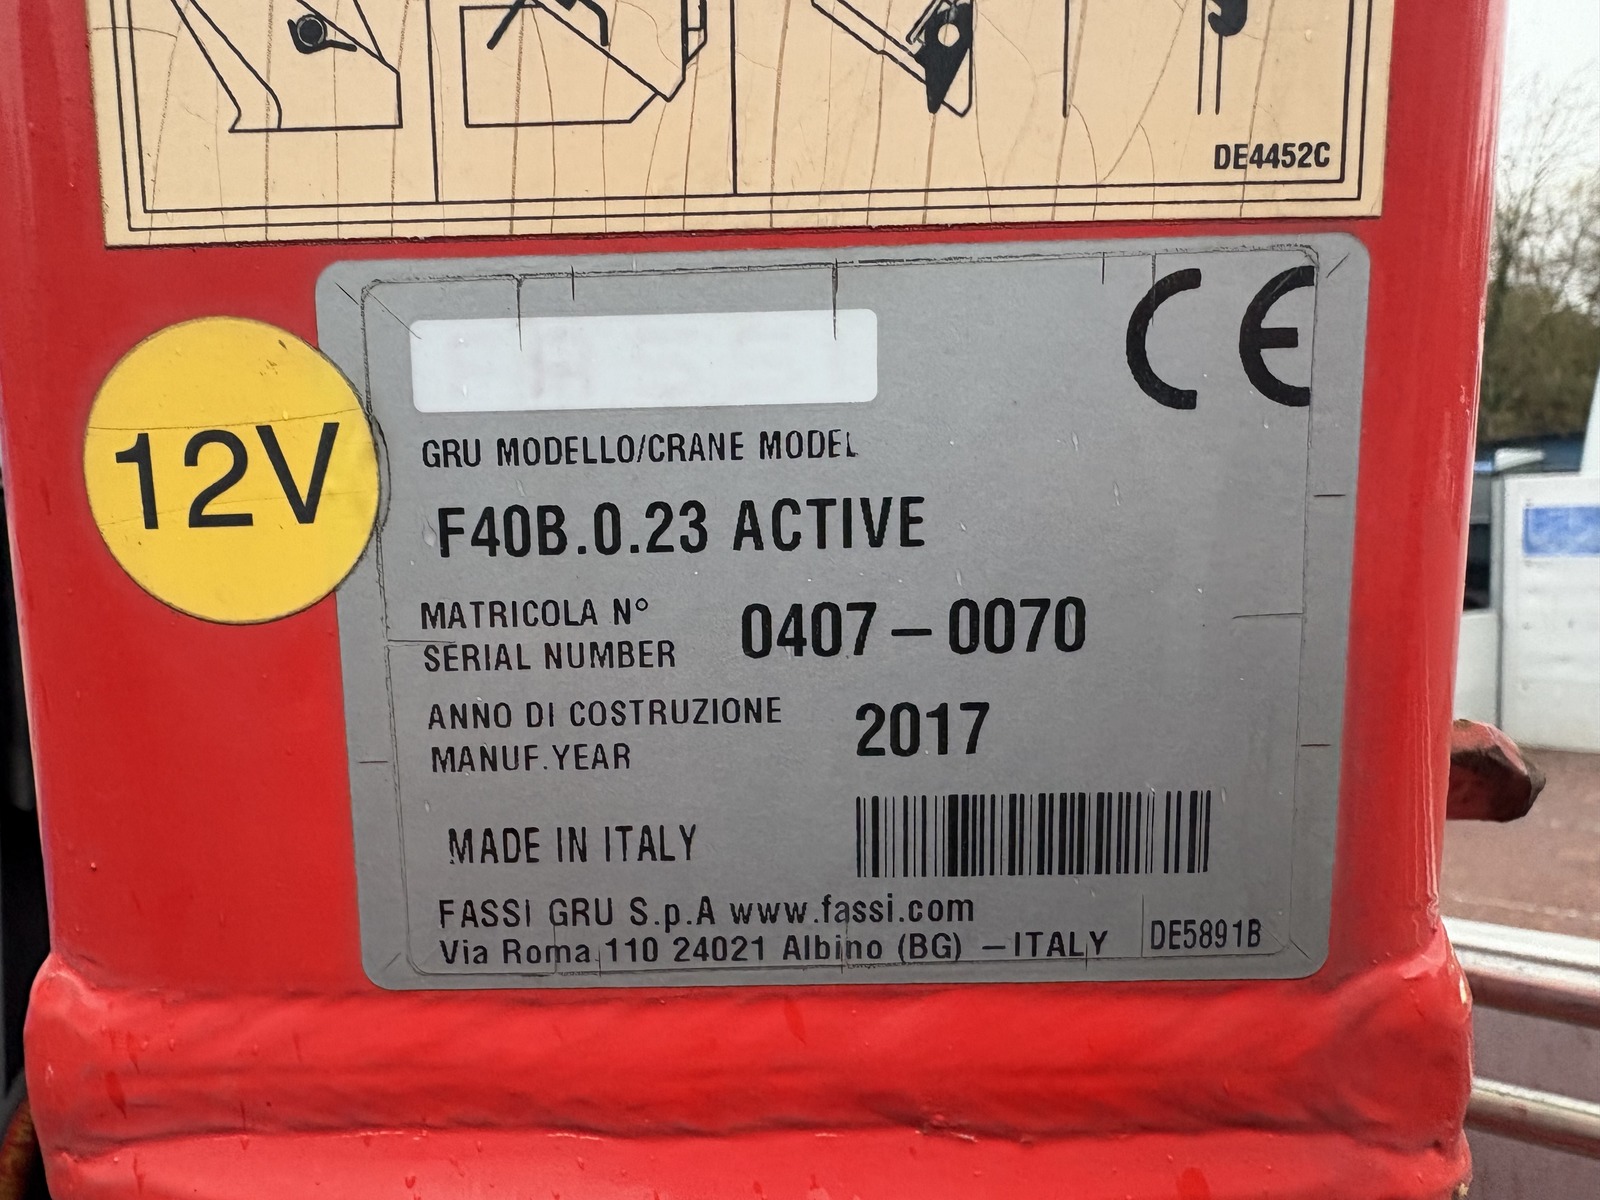 DE4452C
CE
12V
GRU MODELLO/CRANE MODEL
F40B.0.23 ACTIVE
MATRICOLA N° 0407-0070
SERIAL NUMBER
ANNO DI COSTRUZIONE 2017
MANUF.YEAR
MADE IN ITALY
FASSI GRU S.p.A www.fassi.com
Via Roma,110 24021 Albino (BG) -ITALY DE5891B